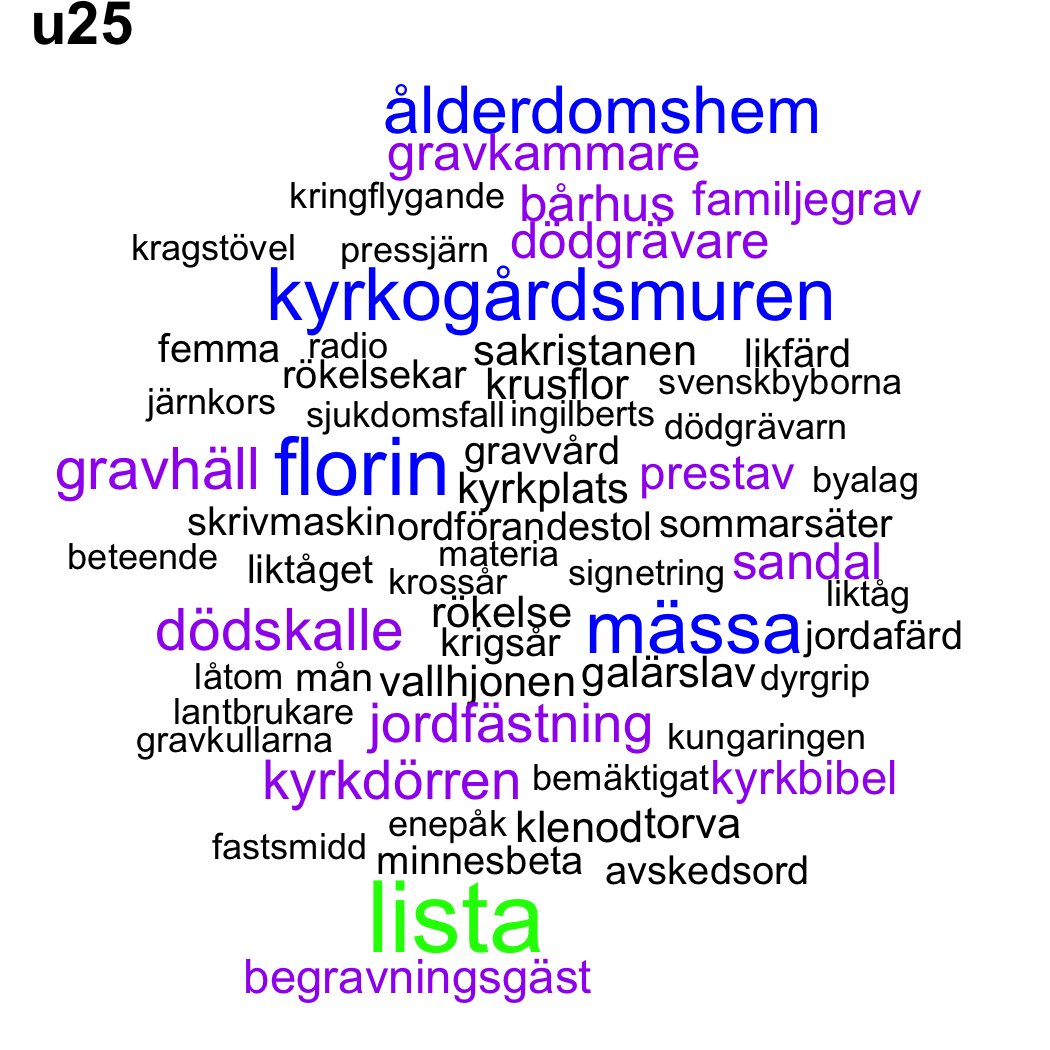 u25
ålderdomshem
gravkammare
kringflygande bårhus familjegrav
kragstövel pressjärn dödgrävare
kyrkogårdsmuren
femma radio sakristanen likfärd
rökelsekar krusflor svenskbyborna
järnkors sjukdomsfall ingilberts dödgrävarn
gravhäll florin gravvård prestav byalag
kyrkplats
skrivmaskin ordförandestol sommarsäter
beteende liktåget materia signetring sandal
krossår liktåg
dödskalle rökelse mässa jordafärd
krigsår
låtom mån vallhjonen galärslav dyrgrip
lantbrukare jordfästning kungaringen
gravkullarna
kyrkdörren bemäktigat kyrkbibel
enepåk klenod torva
fastsmidd minnesbeta avskedsord
lista
begravningsgäst